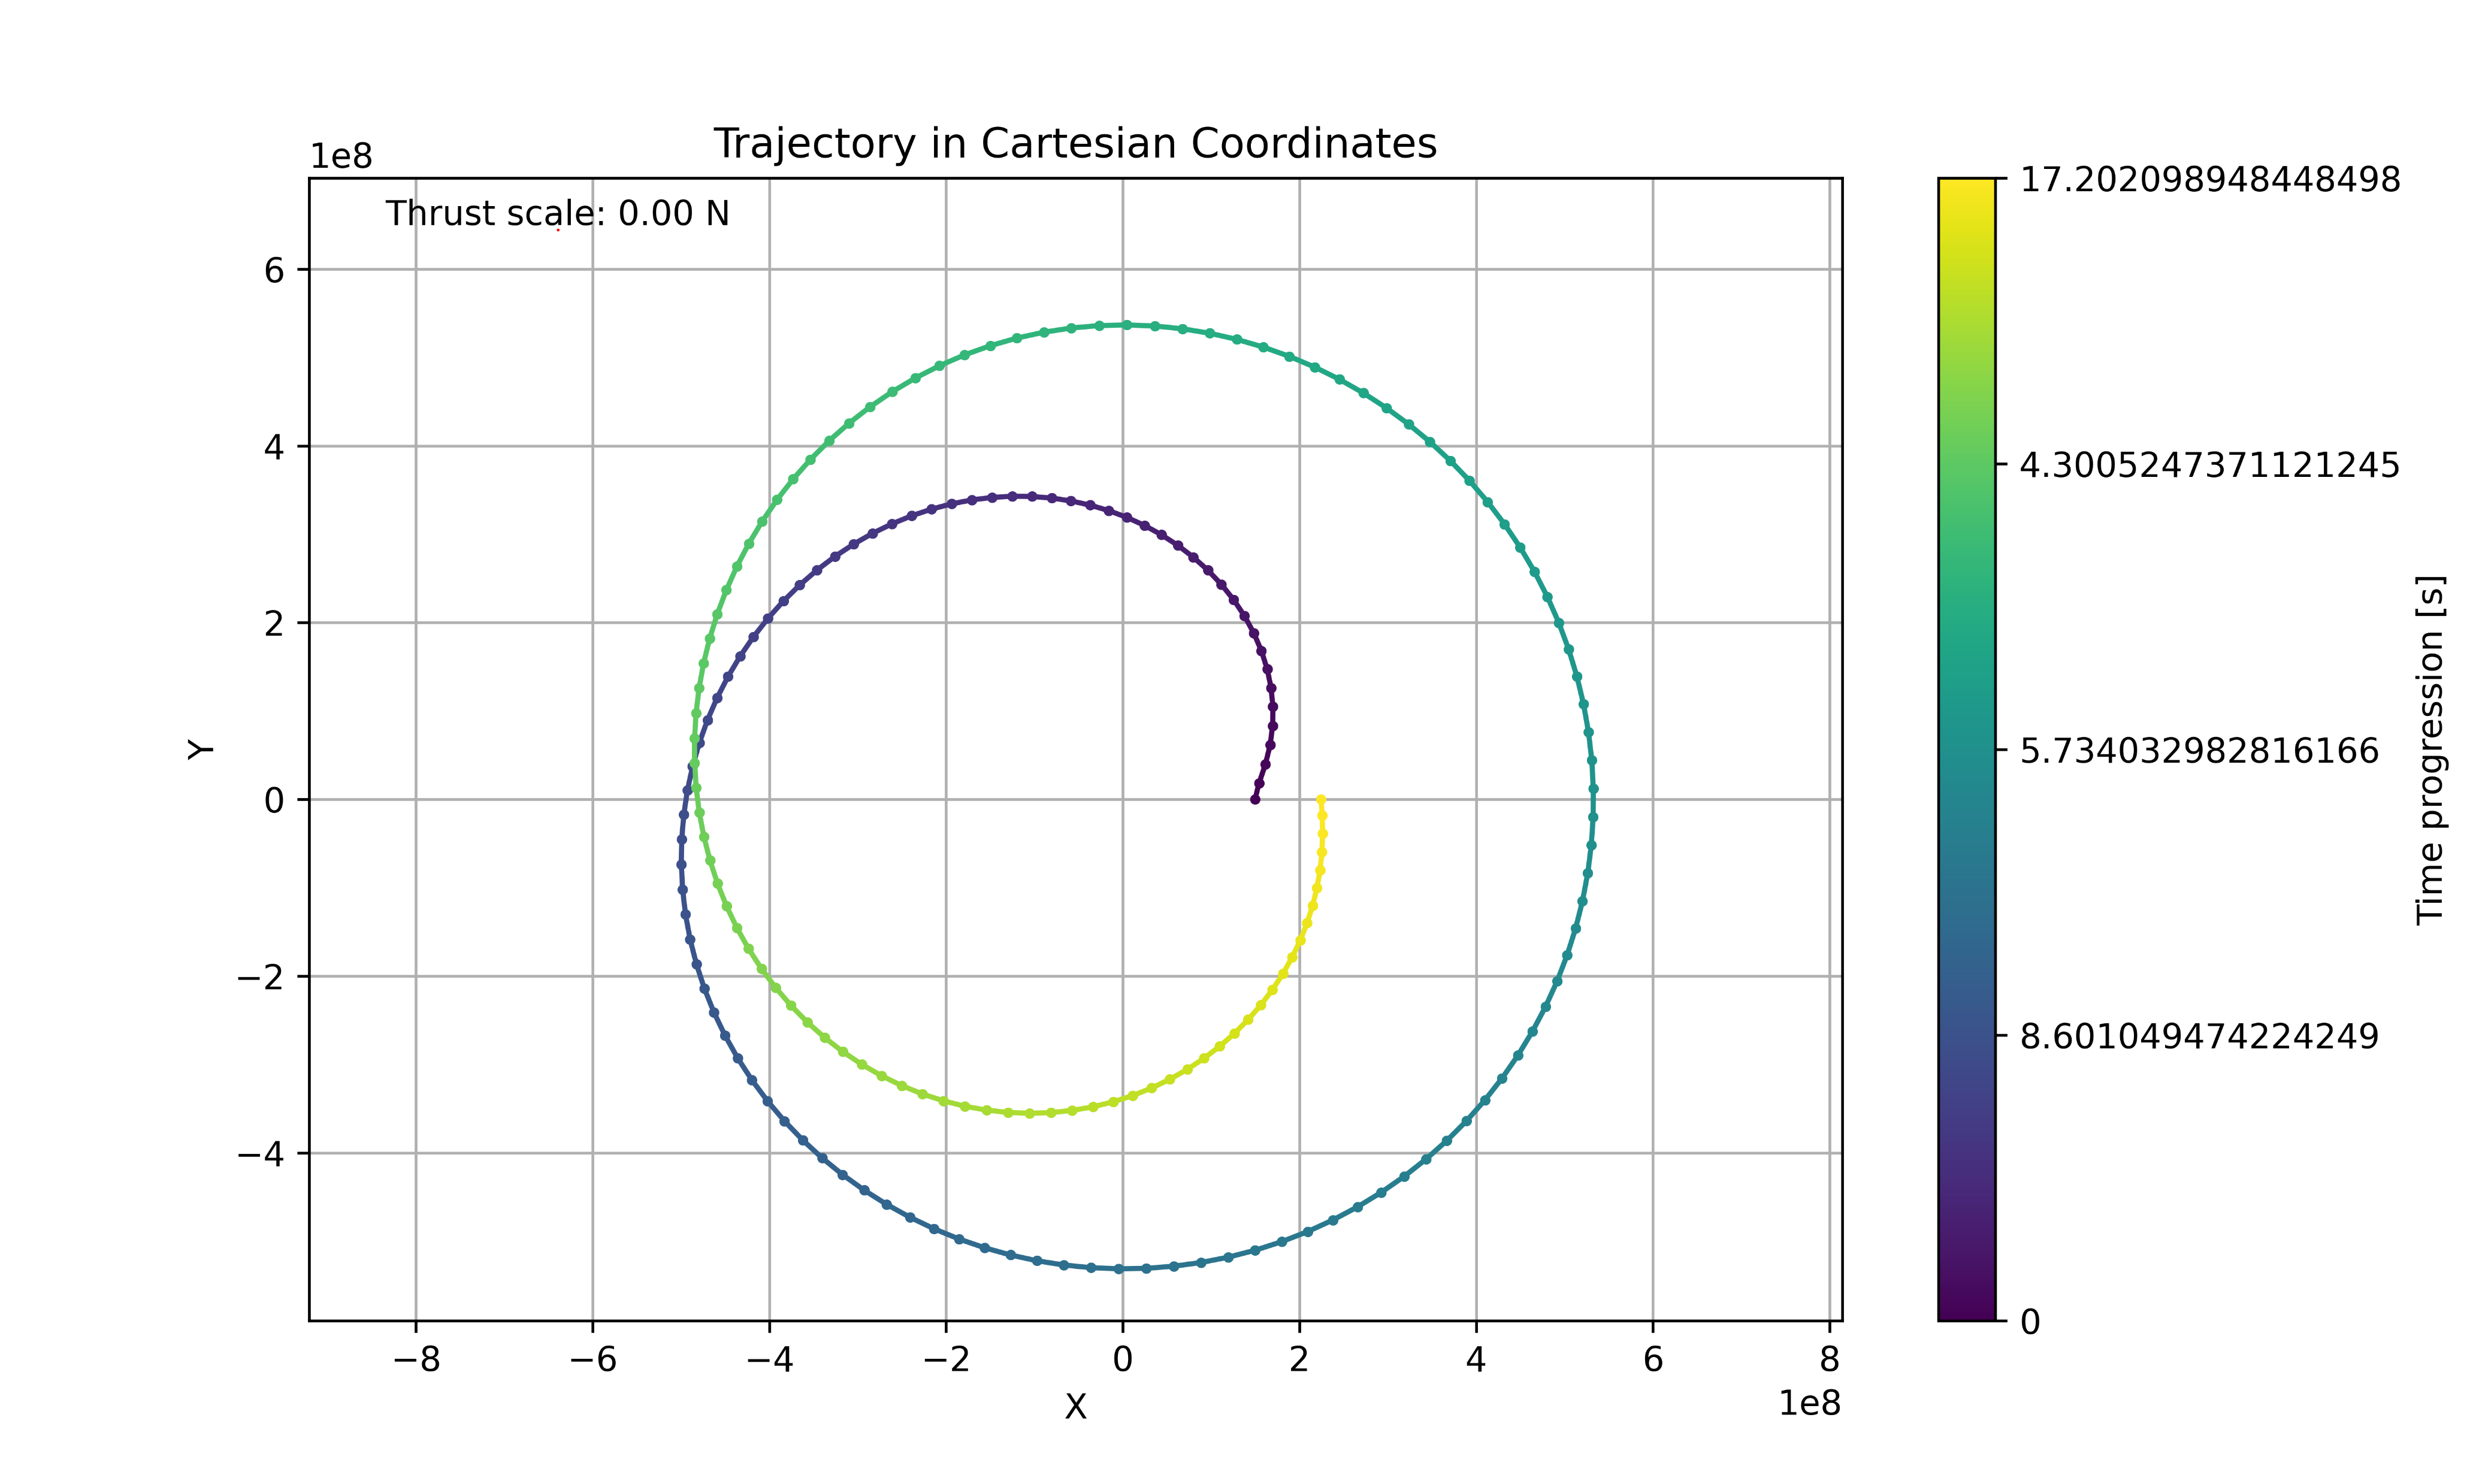 Trajectory in Cartesian Coordinates
1e8
Thrust scale: 0.00 N
6
4
2
0
−2
−4
Y
−8
−6
−4
−2
0
2
4
6
8
1e8
X
17.202098948448498
4.3005247371121245
5.734032982816166
8.601049474224249
0
Time progression [s]